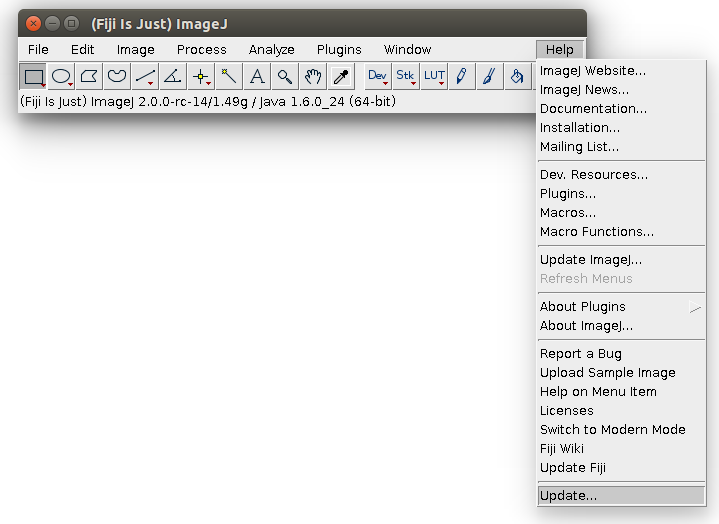 (Fiji Is Just) ImageJ
File Edit Image Process Analyze Plugins Window Help
A Dev. Stk LUT
(Fiji Is Just) ImageJ 2.0.0-rc-14/1.49g / Java 1.6.0_24 (64-bit)
ImageJ Website...
ImageJ News...
Documentation...
Installation...
Mailing List...
Dev. Resources...
Plugins...
Macros...
Macro Functions...
Update ImageJ...
Refresh Menus
About Plugins
About ImageJ...
Report a Bug
Upload Sample Image
Help on Menu Item
Licenses
Switch to Modern Mode
Fiji Wiki
Update Fiji
Update...